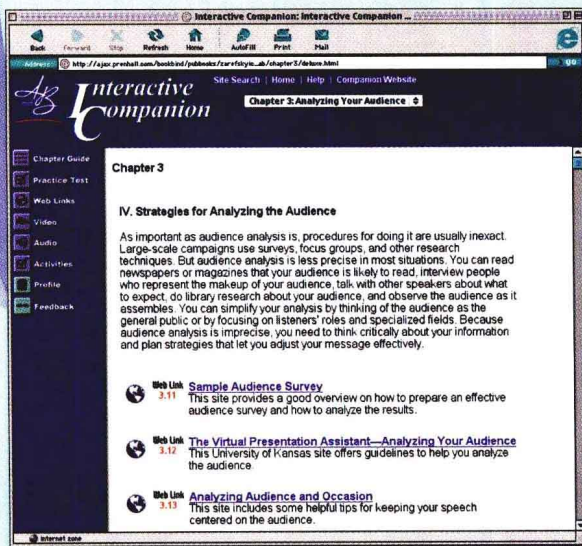 Interactive Companion: Interactive Companion ...
Back Forward Stop Refresh Home AutoFill Print Mail
Address http://ajax.prenhall.com/bookbind/pubbooks/zarefskyie_ab/chapter3/deluxe.html go
Site Search | Home | Help | Companion Website
AB Interactive Companion
Chapter 3: Analyzing Your Audience
Chapter Guide
Practice Test
Web Links
Video
Audio
Activities
Profile
Feedback
Chapter 3
IV. Strategies for Analyzing the Audience
As important as audience analysis is, procedures for doing it are usually inexact.
Large-scale campaigns use surveys, focus groups, and other research
techniques. But audience analysis is less precise in most situations. You can read
newspapers or magazines that your audience is likely to read, interview people
who represent the makeup of your audience, talk with other speakers about what
to expect, do library research about your audience, and observe the audience as it
assembles. You can simplify your analysis by thinking of the audience as the
general public or by focusing on listeners' roles and specialized fields. Because
audience analysis is imprecise, you need to think critically about your information
and plan strategies that let you adjust your message effectively.
Web Link 3.11 Sample Audience Survey
This site provides a good overview on how to prepare an effective
audience survey and how to analyze the results.
Web Link 3.12 The Virtual Presentation Assistant—Analyzing Your Audience
This University of Kansas site offers guidelines to help you analyze
the audience.
Web Link 3.13 Analyzing Audience and Occasion
This site includes some helpful tips for keeping your speech
centered on the audience.
Internet zone